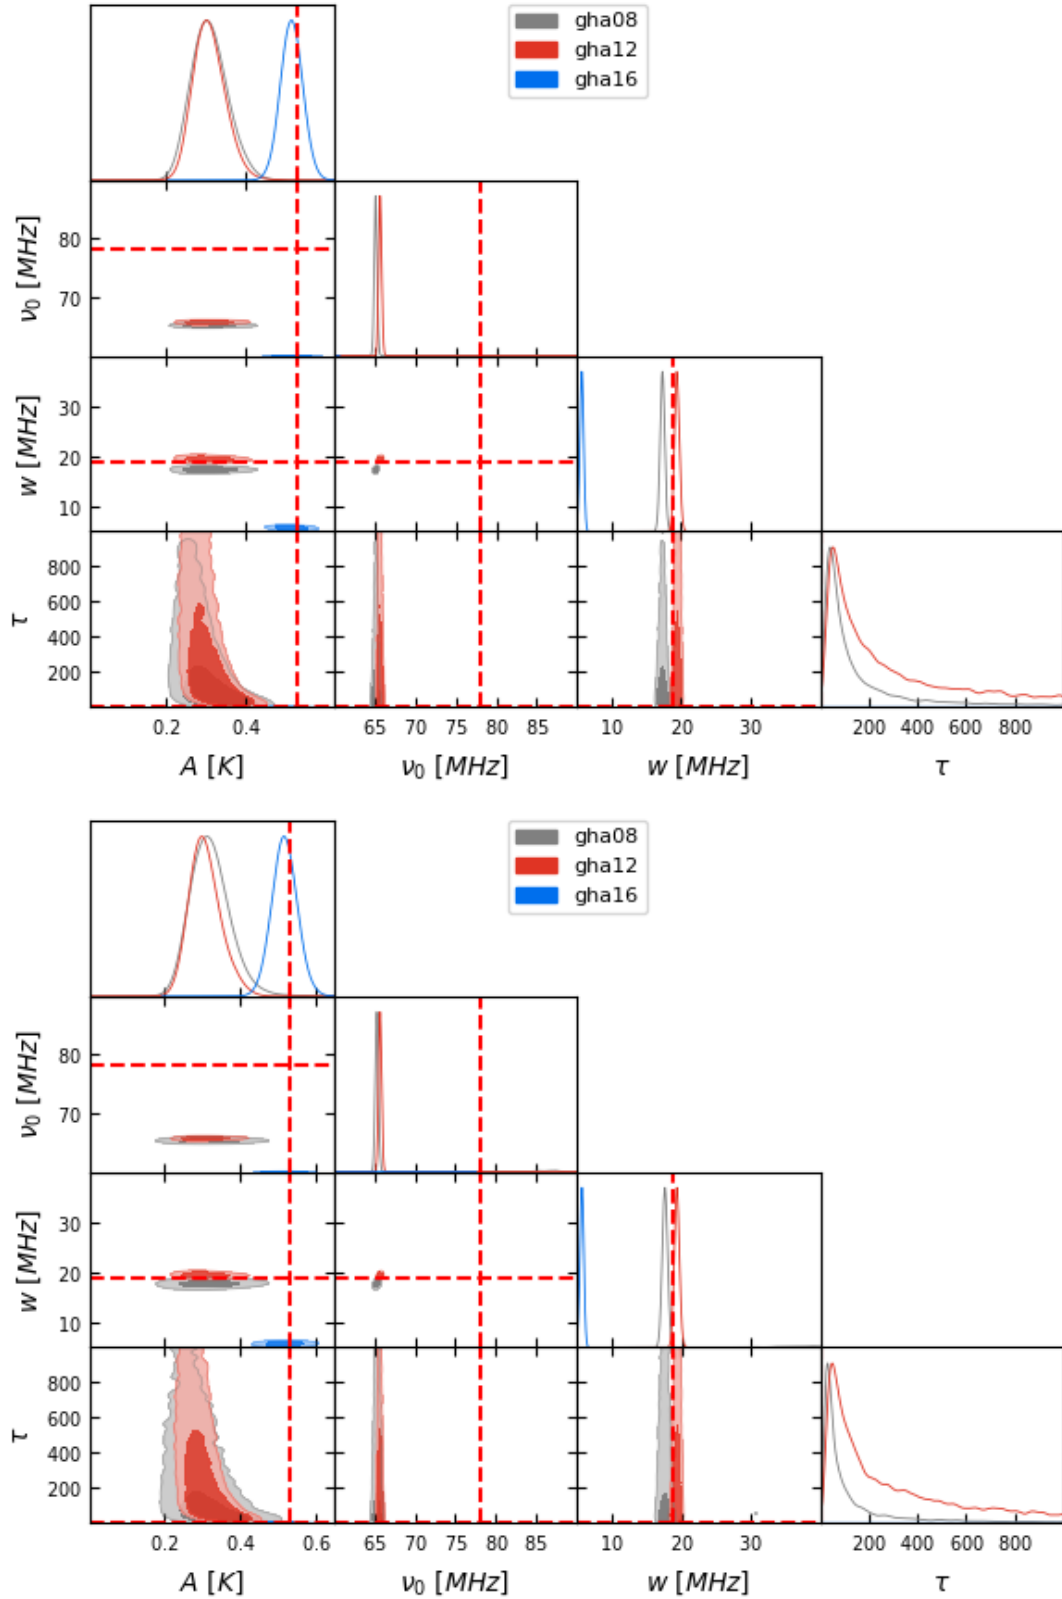 gha08
gha12
gha16
80
70
ν₀ [MHz]
30
20
10
w [MHz]
800
600
400
200
τ
0.2 0.4
65 70 75 80 85
10 20 30
200 400 600 800
A [K]
ν₀ [MHz]
w [MHz]
τ
gha08
gha12
gha16
80
70
ν₀ [MHz]
30
20
10
w [MHz]
800
600
400
200
τ
0.2 0.4 0.6
65 70 75 80 85
10 20 30
200 400 600 800
A [K]
ν₀ [MHz]
w [MHz]
τ